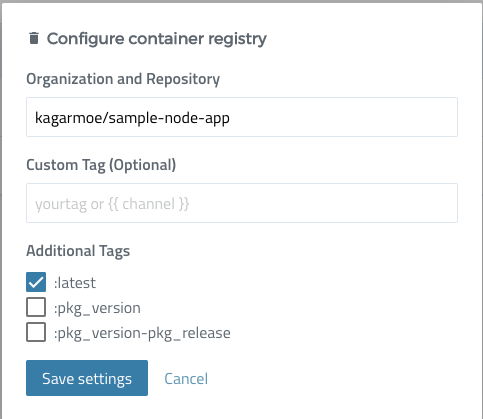 Configure container registry
Organization and Repository
kagarmoe/sample-node-app
Custom Tag (Optional)
yourtag or {{ channel }}
Additional Tags
:latest
:pkg_version
:pkg_version-pkg_release
Save settings Cancel